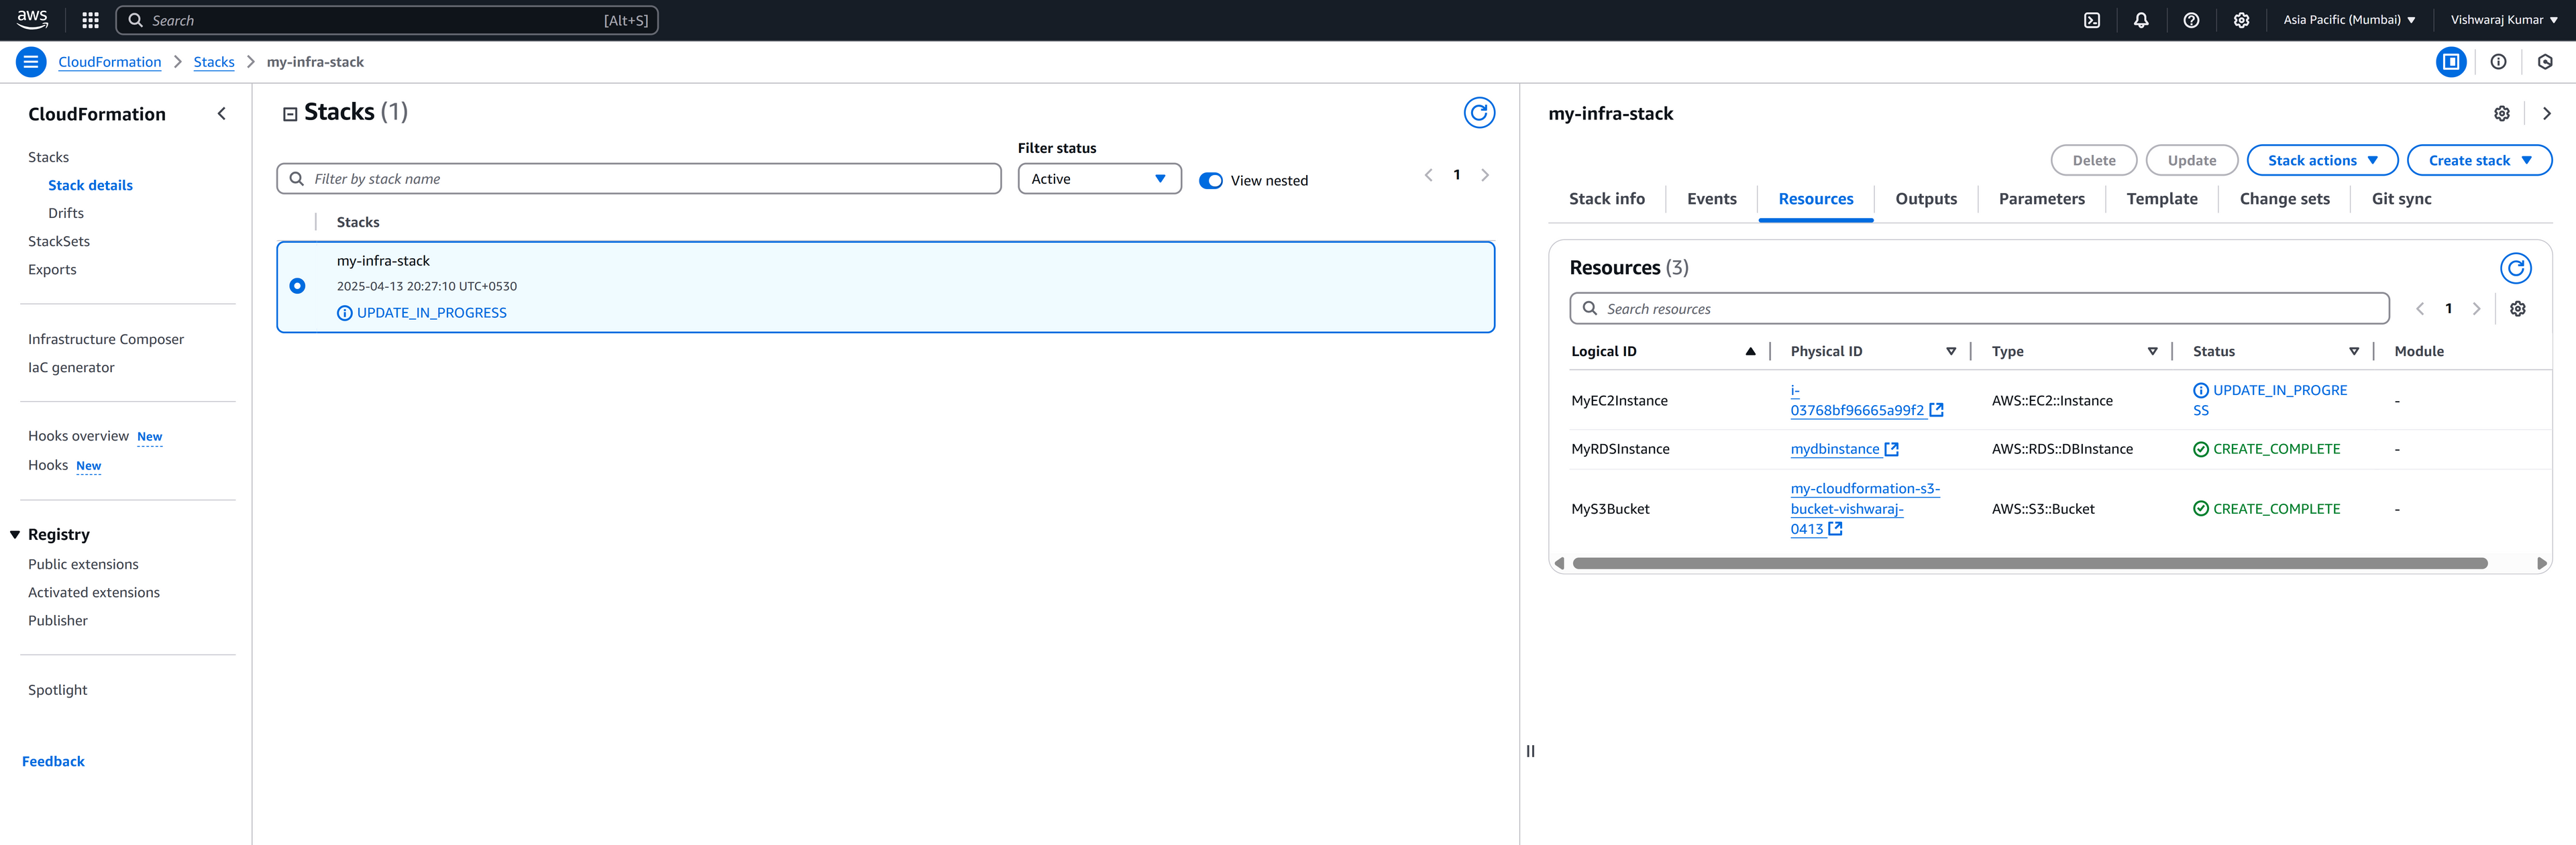 aws
Search
[Alt+S]
Asia Pacific (Mumbai)
Vishwaraj Kumar
CloudFormation
Stacks
my-infra-stack
CloudFormation
Stacks
Stack details
Drifts
StackSets
Exports
Infrastructure Composer
IaC generator
Hooks overview New
Hooks New
Registry
Public extensions
Activated extensions
Publisher
Spotlight
Feedback
Stacks (1)
Filter status
Filter by stack name
Active
View nested
1
Stacks
my-infra-stack
2025-04-13 20:27:10 UTC+0530
UPDATE_IN_PROGRESS
my-infra-stack
Delete
Update
Stack actions
Create stack
Stack info
Events
Resources
Outputs
Parameters
Template
Change sets
Git sync
Resources (3)
Search resources
1
Logical ID
Physical ID
Type
Status
Module
MyEC2Instance
i-
03768bf96665a99f2
AWS::EC2::Instance
UPDATE_IN_PROGRE
SS
-
MyRDSInstance
mydbinstance
AWS::RDS::DBInstance
CREATE_COMPLETE
-
MyS3Bucket
my-cloudformation-s3-
bucket-vishwaraj-
0413
AWS::S3::Bucket
CREATE_COMPLETE
-